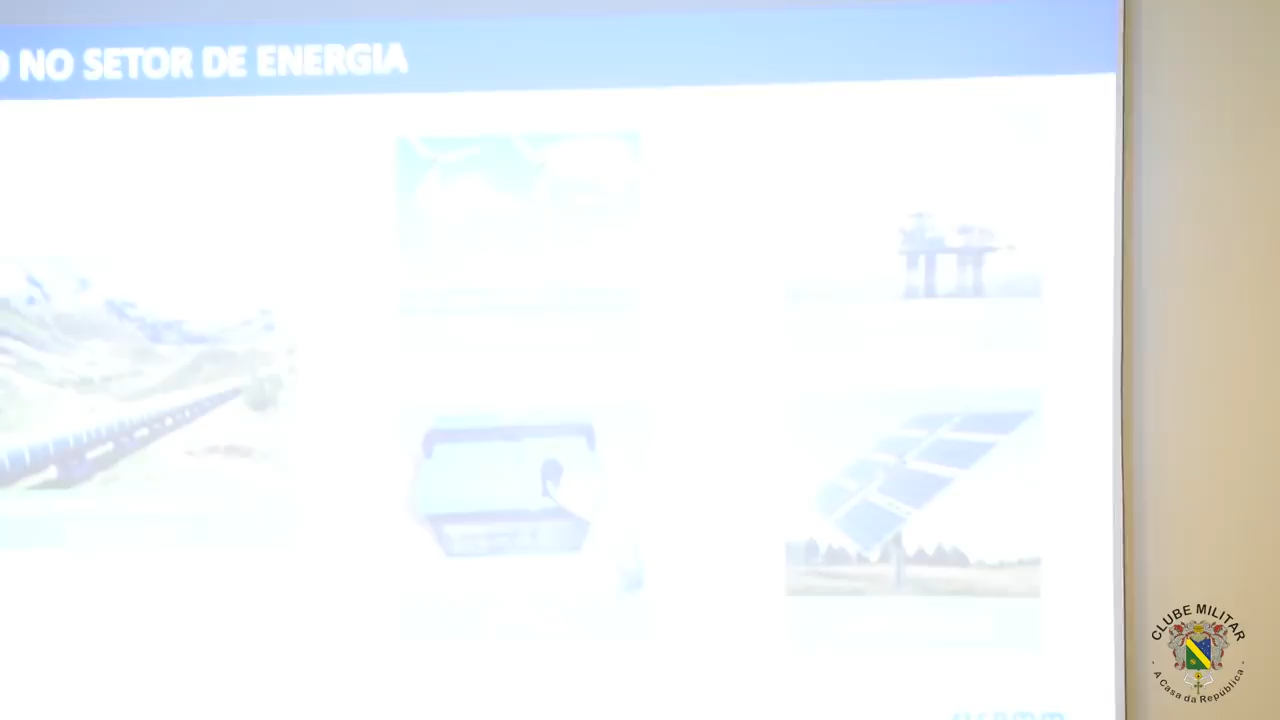 NO SETOR DE ENERGIA
CLUBE MILITAR
- A Casa da República -